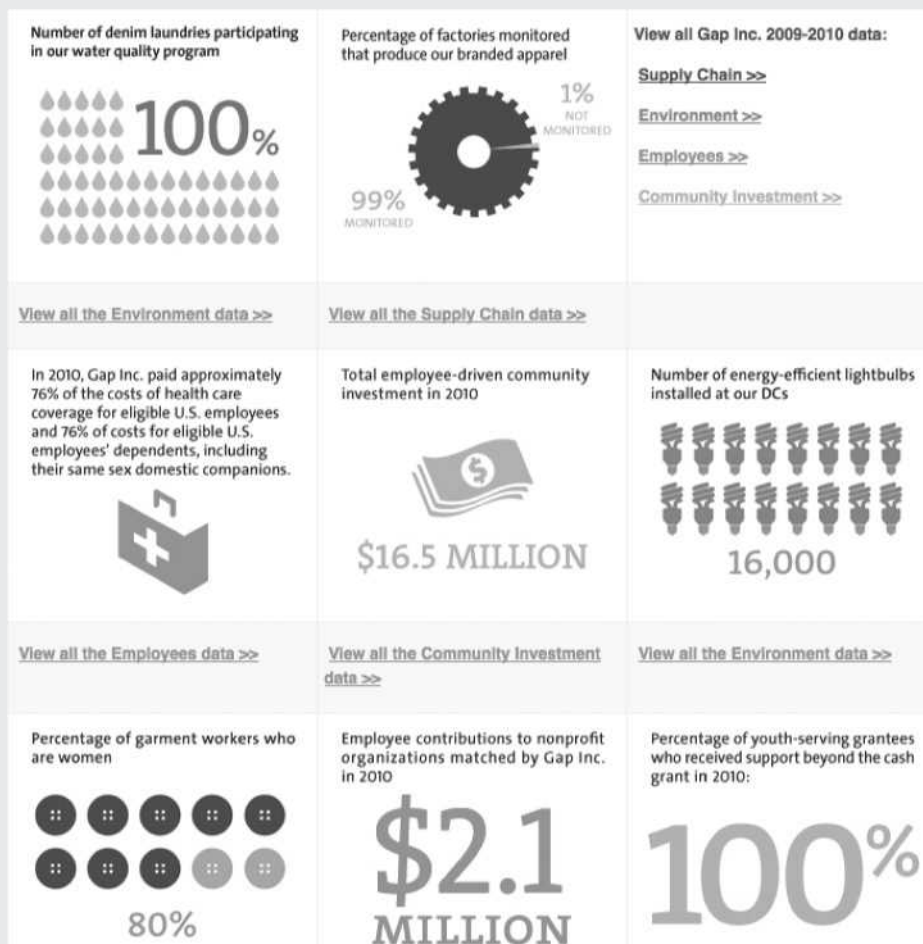 Number of denim laundries participating
in our water quality program
100%
Percentage of factories monitored
that produce our branded apparel
1%
NOT
MONITORED
99%
MONITORED
View all Gap Inc. 2009-2010 data:
Supply Chain >>
Environment >>
Employees >>
Community Investment >>
View all the Environment data >>
View all the Supply Chain data >>
In 2010, Gap Inc. paid approximately
76% of the costs of health care
coverage for eligible U.S. employees
and 76% of costs for eligible U.S.
employees' dependents, including
their same sex domestic companions.
Total employee-driven community
investment in 2010
$
$16.5 MILLION
Number of energy-efficient lightbulbs
installed at our DCs
16,000
View all the Employees data >>
View all the Community Investment
data >>
View all the Environment data >>
Percentage of garment workers who
are women
80%
Employee contributions to nonprofit
organizations matched by Gap Inc.
in 2010
$2.1
MILLION
Percentage of youth-serving grantees
who received support beyond the cash
grant in 2010:
100%